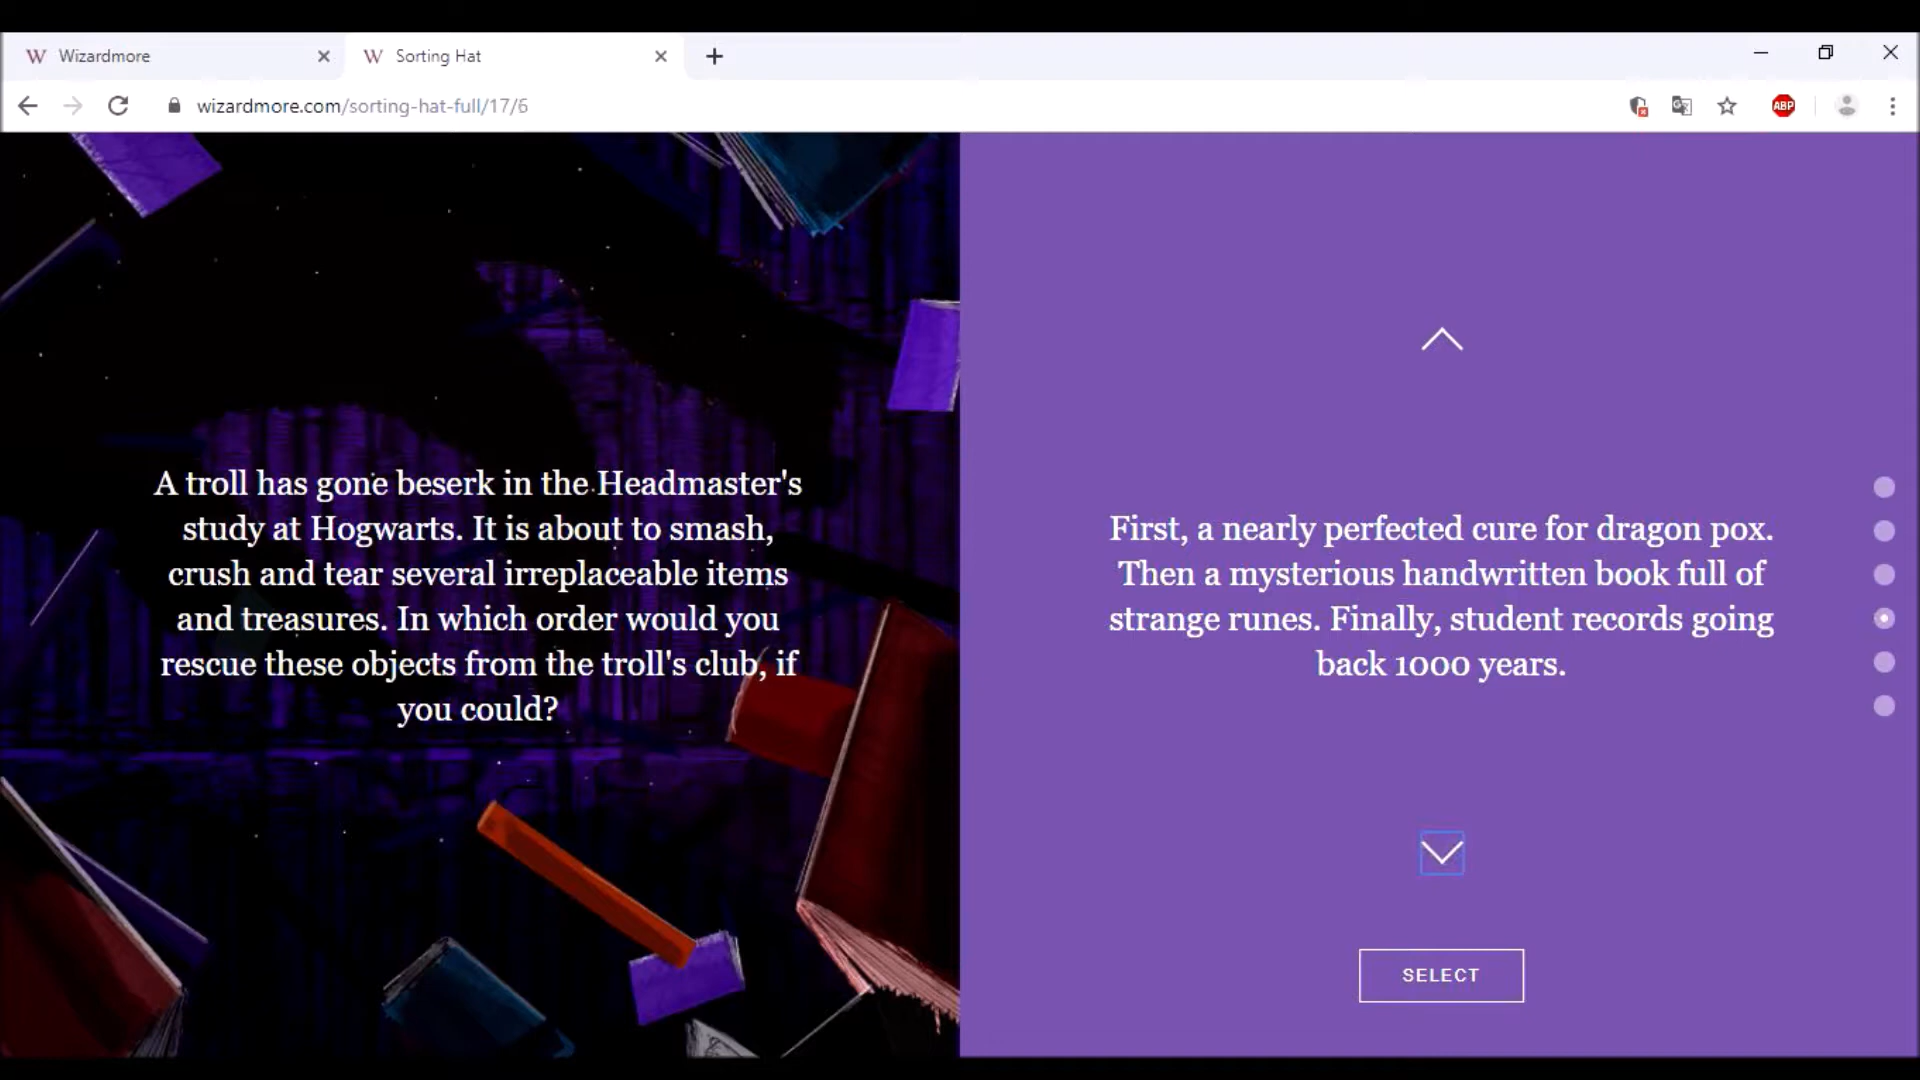 Wizardmore
Sorting Hat
wizardmore.com/sorting-hat-full/17/6
ABP
A troll has gone beserk in the Headmaster's
study at Hogwarts. It is about to smash,
crush and tear several irreplaceable items
and treasures. In which order would you
rescue these objects from the troll's club, if
you could?
First, a nearly perfected cure for dragon pox.
Then a mysterious handwritten book full of
strange runes. Finally, student records going
back 1000 years.
SELECT